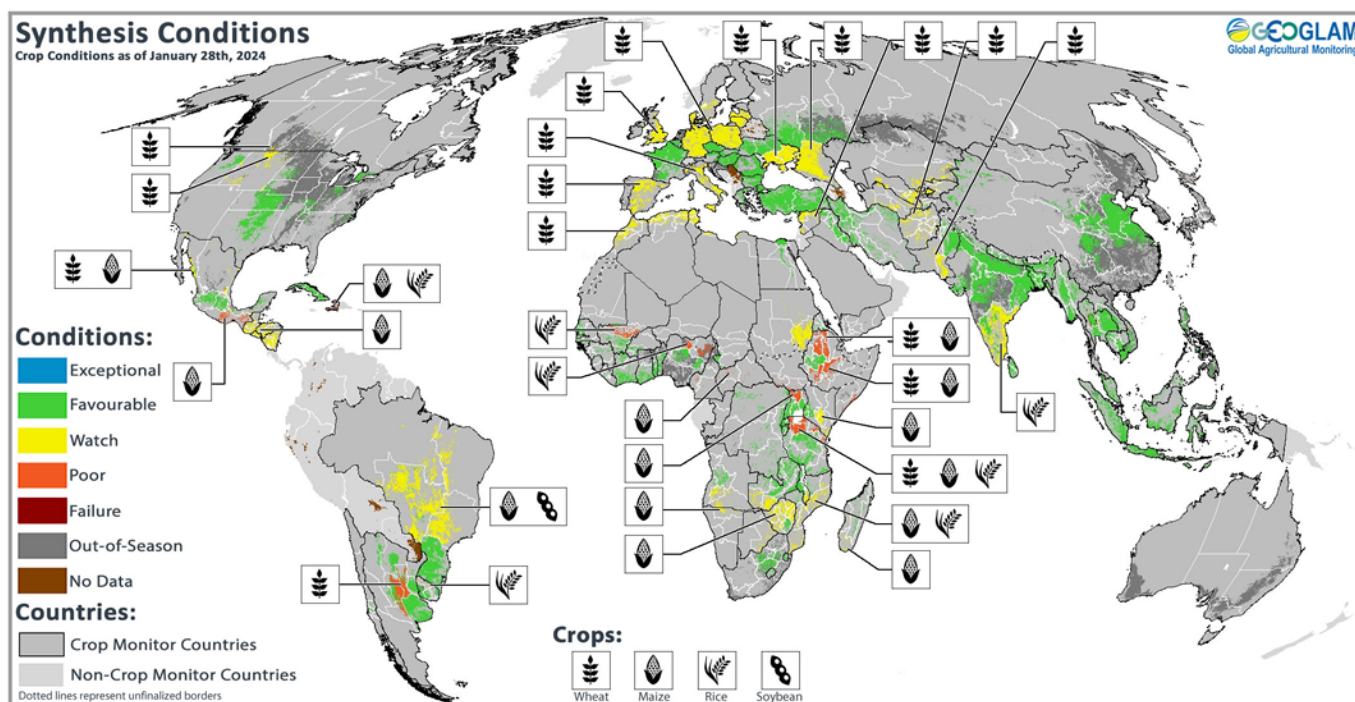 Synthesis Conditions
Crop Conditions as of January 28th, 2024
GEOGLAM
Global Agricultural Monitoring
Conditions:
Exceptional
Favourable
Watch
Poor
Failure
Out-of-Season
No Data
Countries:
Crop Monitor Countries
Non-Crop Monitor Countries
Dotted lines represent unfinalized borders
Crops:
Wheat
Maize
Rice
Soybean